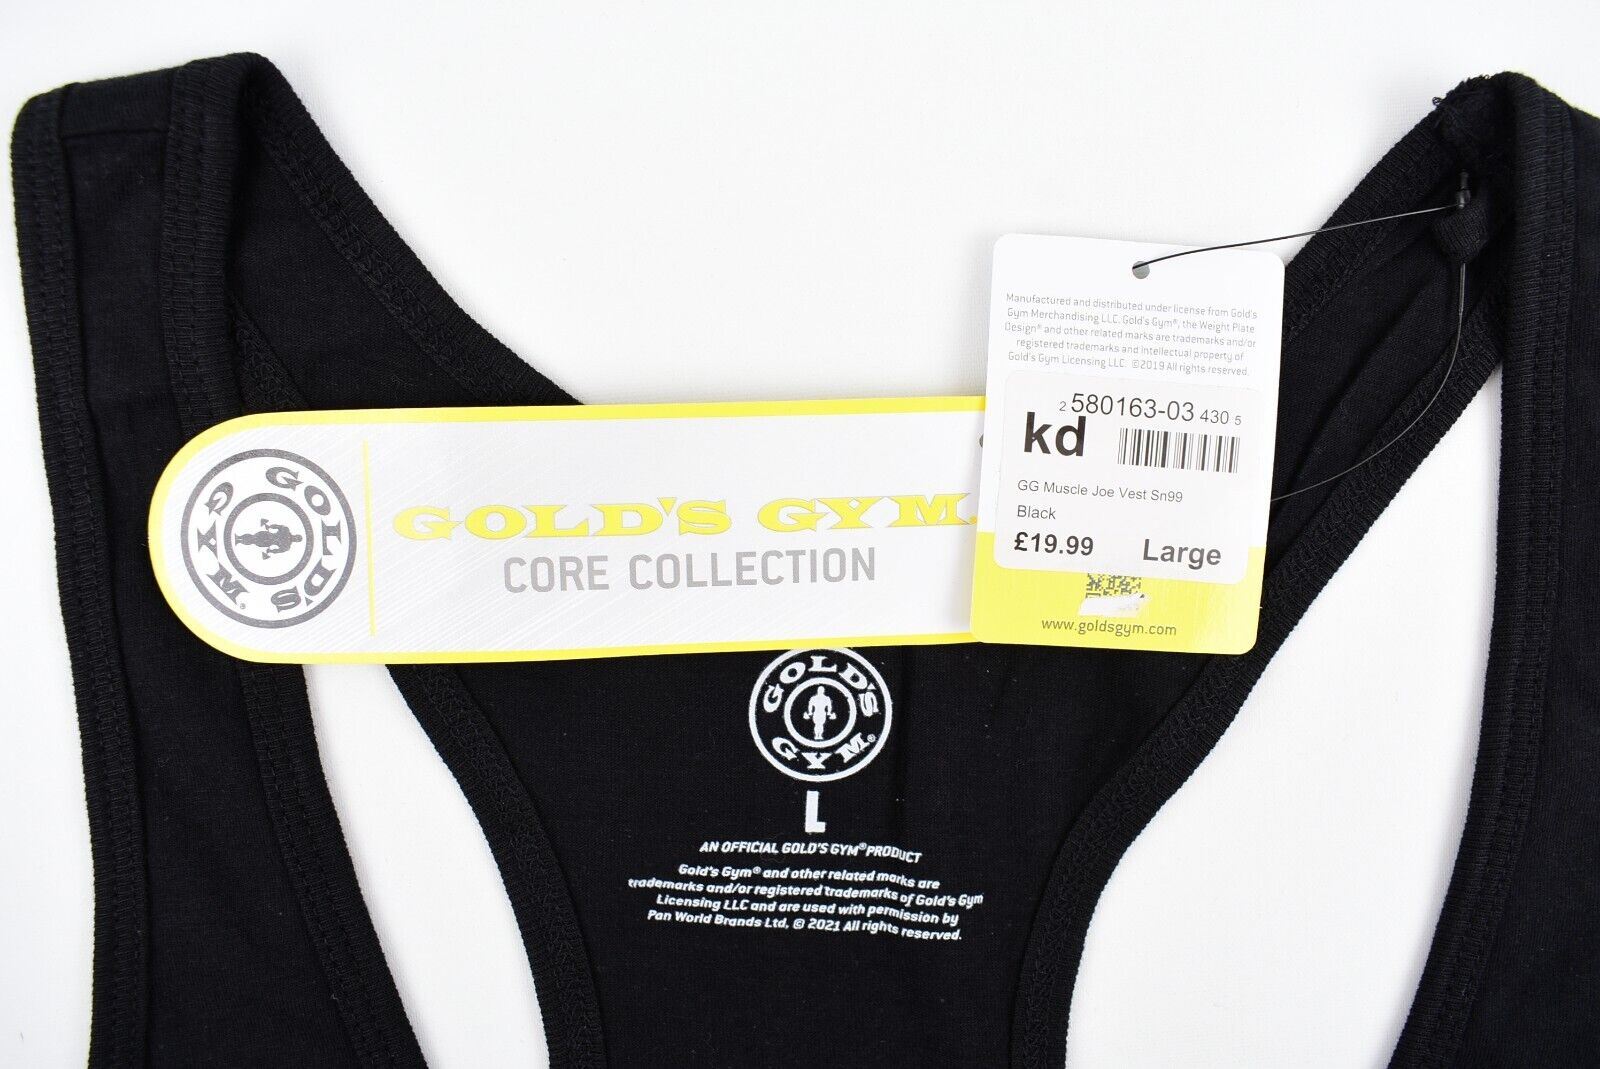 Manufactured and distributed under license from Gold's
Gym Merchandising LLC. Gold's Gym®, the Weight Plate
Design® and other related marks are trademarks and/or
registered trademarks and Intellectual property of
Gold's Gym Licensing LLC. ©2019 All rights reserved.
2 580163-03 430 5
kd
GG Muscle Joe Vest Sn99
Black
£19.99 Large
www.goldsgym.com
GOLD'S GYM®
GOLD'S GYM.
CORE COLLECTION
GOLD'S
GYM®
L
AN OFFICIAL GOLD'S GYM® PRODUCT
Gold's Gym® and other related marks are
trademarks and/or registered trademarks of Gold's Gym
Licensing LLC and are used with permission by
Pan World Brands Ltd. © 2021 All rights reserved.